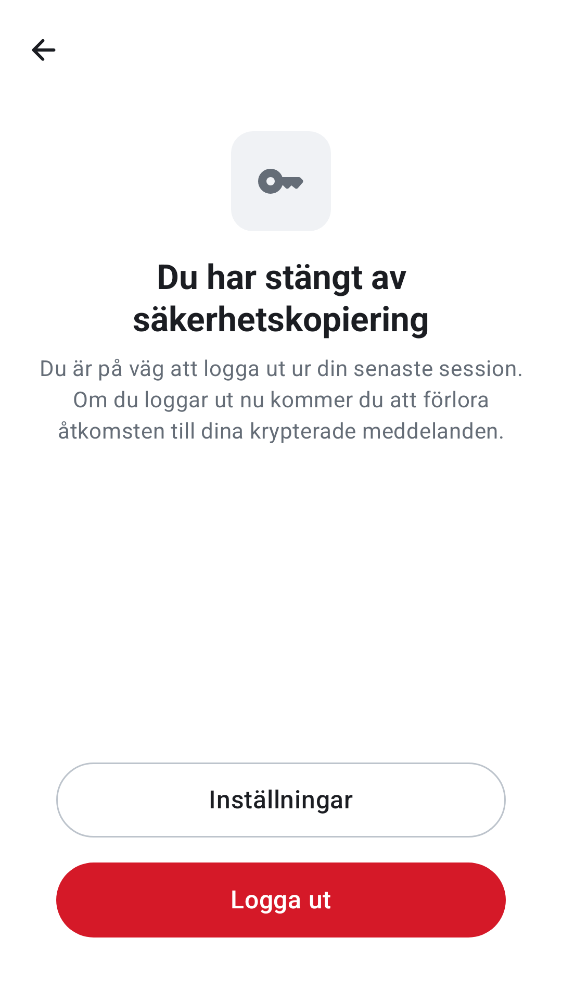 Du har stängt av
säkerhetskopiering
Du är på väg att logga ut ur din senaste session.
Om du loggar ut nu kommer du att förlora
åtkomsten till dina krypterade meddelanden.
Inställningar
Logga ut